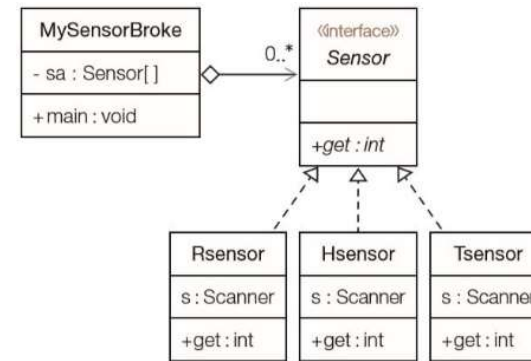 MySensorBroke
- sa : Sensor[ ]
+main : void
0..*
«interface»
Sensor
+get : int
Rsensor
s : Scanner
+get : int
Hsensor
s : Scanner
+get : int
Tsensor
s : Scanner
+get : int